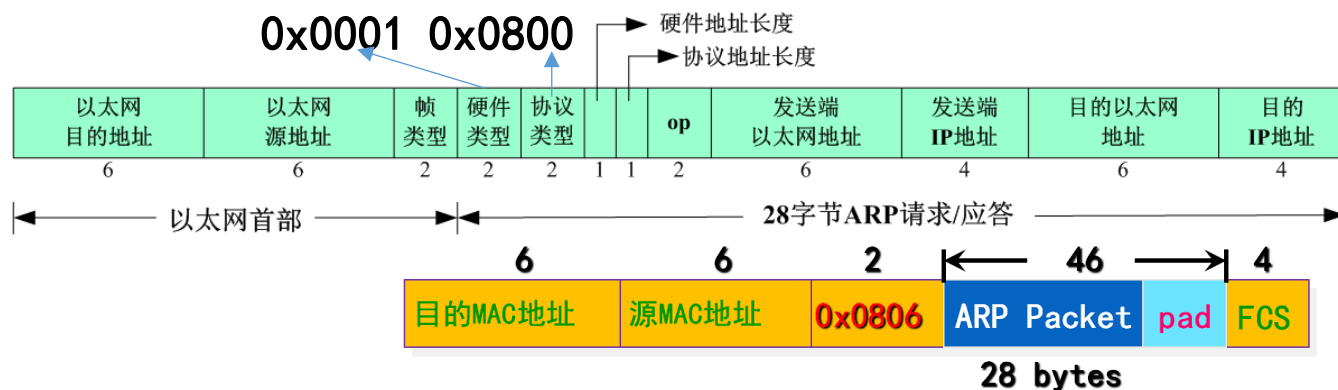 0x0001 0x0800
硬件地址长度
协议地址长度
以太网
目的地址
以太网
源地址
帧
类型
硬件
类型
协议
类型
op
发送端
以太网地址
发送端
IP地址
目的以太网
地址
目的
IP地址
6 6 2 2 2 1 1 2 6 4 6 4
以太网首部
28字节ARP请求/应答
6 6 2 46 4
目的MAC地址 源MAC地址 0x0806 ARP Packet pad FCS
28 bytes